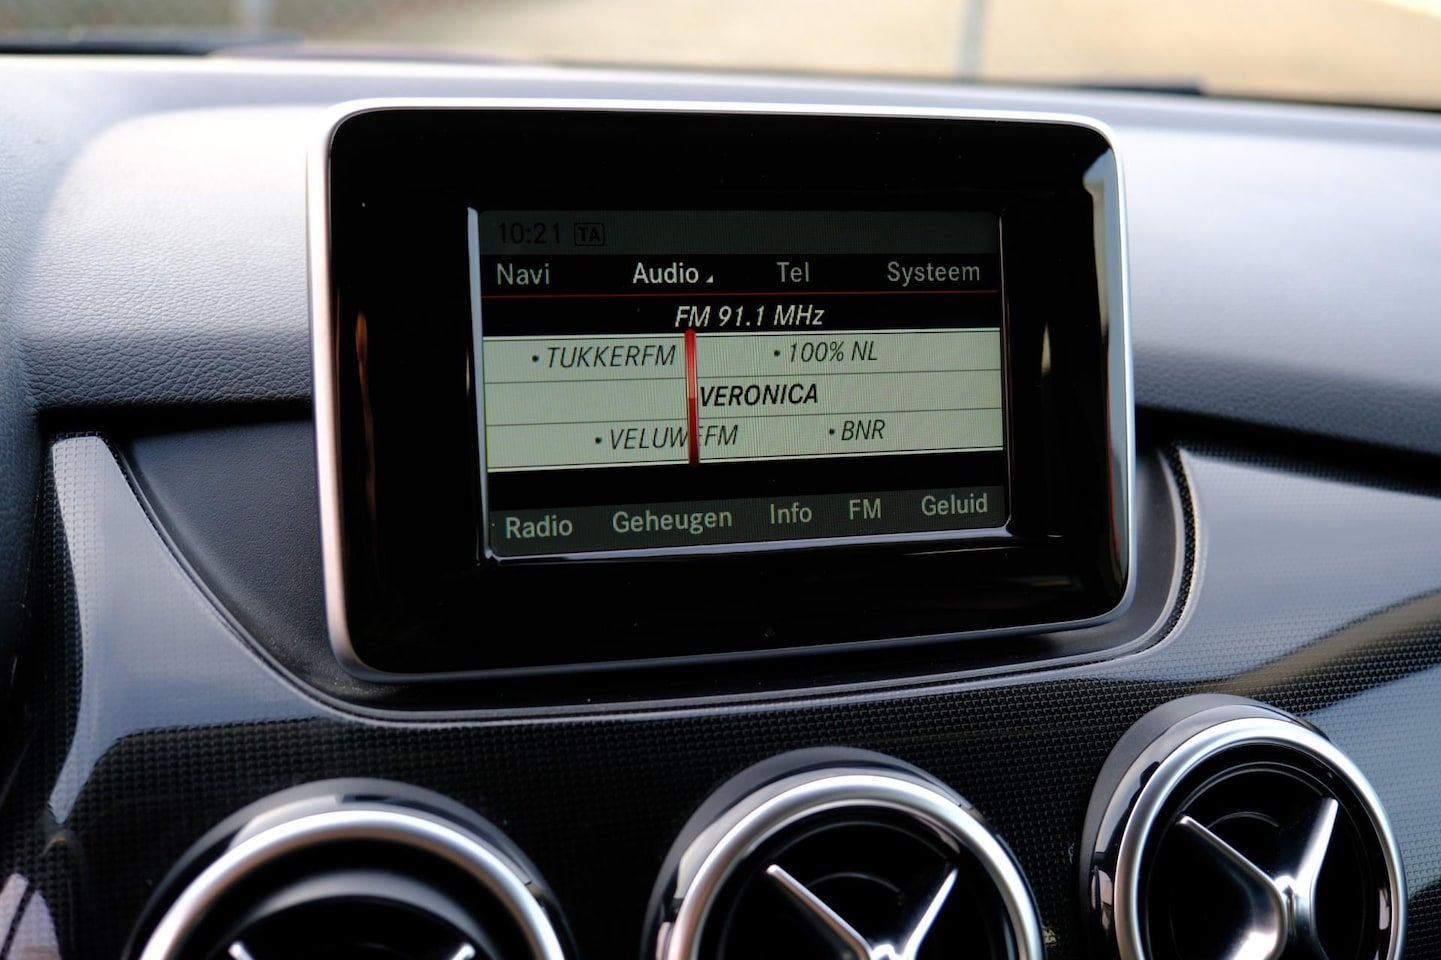 10:21 TA
Navi Audio Tel Systeem
FM 91.1 MHz
• TUKKERFM • 100% NL
VERONICA
• VELUWEFM • BNR
Radio Geheugen Info FM Geluid